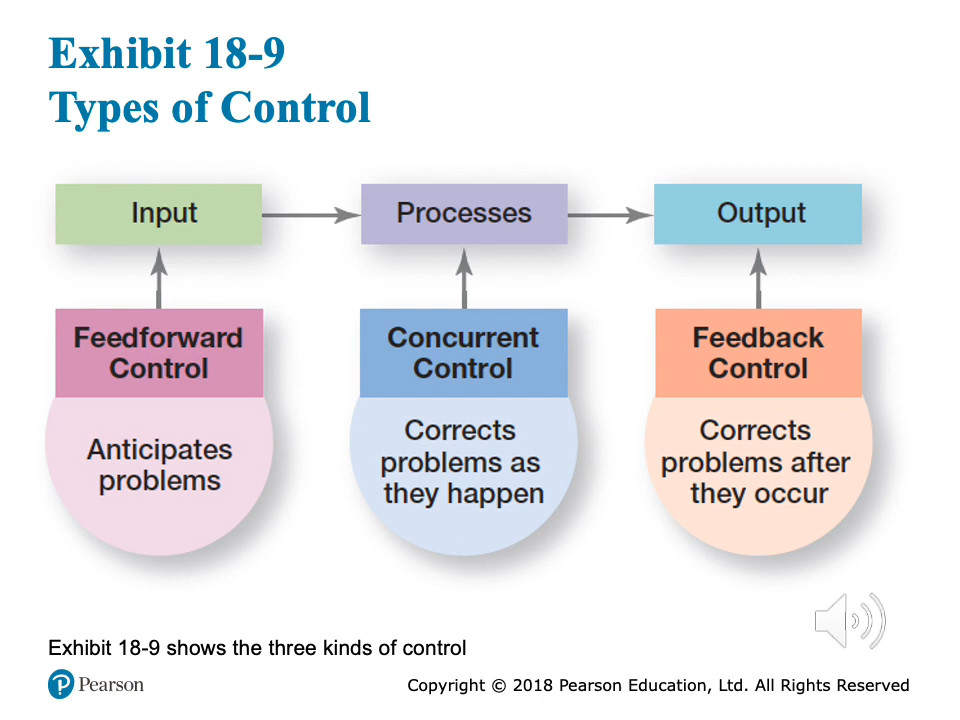 Exhibit 18-9
Types of Control
Input
Processes
Output
Feedforward
Control
Concurrent
Control
Feedback
Control
Anticipates
problems
Corrects
problems as
they happen
Corrects
problems after
they occur
Exhibit 18-9 shows the three kinds of control
P Pearson
Copyright © 2018 Pearson Education, Ltd. All Rights Reserved